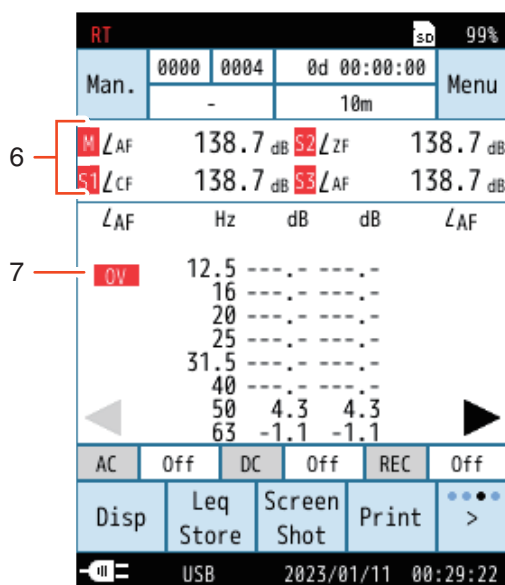 RT SD 99%
Man. 0000 0004 0d 00:00:00 Menu
- 10m
6
M LAF 138.7 dB S2 LZF 138.7 dB
S1 LCF 138.7 dB S3 LAF 138.7 dB
LAF Hz dB dB LAF
7
OV 12.5 ---.- ---.-
16 ---.- ---.-
20 ---.- ---.-
25 ---.- ---.-
31.5 ---.- ---.-
40 ---.- ---.-
50 4.3 4.3
63 -1.1 -1.1
AC Off DC Off REC Off
Disp Leq Store Screen Shot Print >
USB 2023/01/11 00:29:22